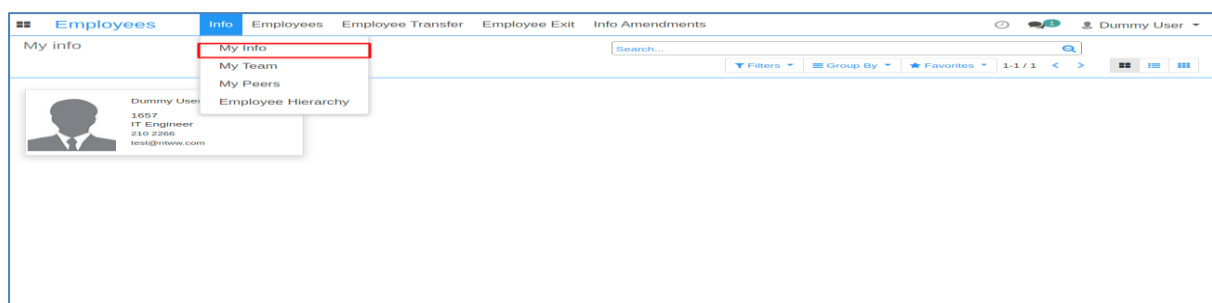 Employees Info Employees Employee Transfer Employee Exit Info Amendments 1 Dummy User
My info
Search...
My Info
My Team
My Peers
Employee Hierarchy
Filters Group By Favorites 1-1 / 1
Dummy User
1657
IT Engineer
210 2266
test@ntww.com